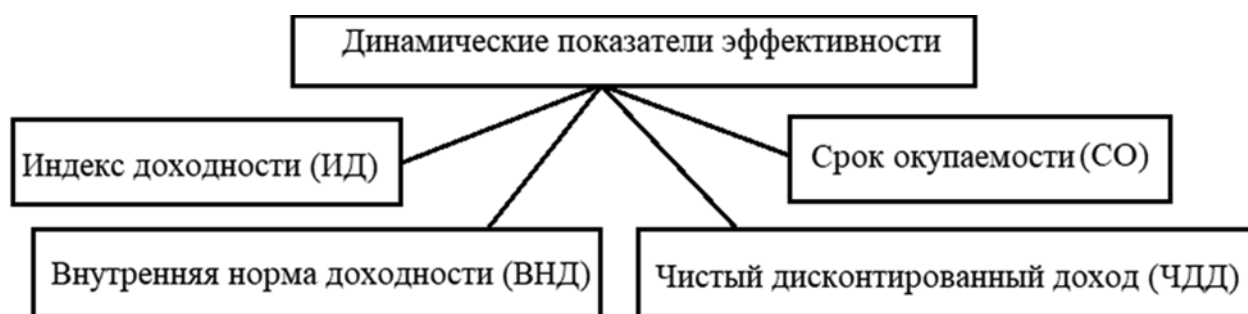 Динамические показатели эффективности
Индекс доходности (ИД)
Срок окупаемости (СО)
Внутренняя норма доходности (ВНД)
Чистый дисконтированный доход (ЧДД)